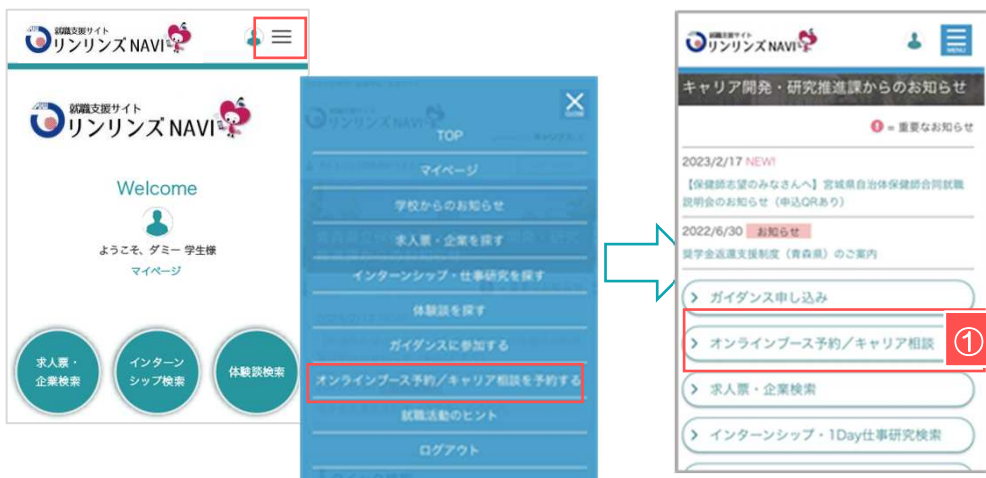 就職支援サイト
リンリンズNAVI
就職支援サイト
リンリンズNAVI
Welcome
ようこそ、ダミー 学生様
マイページ
求人票・
企業検索
インターン
シップ検索
体験談検索
CLOSE
TOP
マイページ
学校からのお知らせ
求人票・企業を探す
インターンシップ・仕事研究を探す
体験談を探す
ガイダンスに参加する
オンラインブース予約／キャリア相談を予約する
就職活動のヒント
ログアウト
就職支援サイト
リンリンズNAVI
MENU
キャリア開発・研究推進課からのお知らせ
! = 重要なお知らせ
2023/2/17 NEW!
【保健師志望のみなさんへ】宮城県自治体保健師合同就職
説明会のお知らせ（申込QRあり）
2022/6/30 お知らせ
奨学金返還支援制度（青森県）のご案内
ガイダンス申し込み
オンラインブース予約／キャリア相談
①
求人票・企業検索
インターンシップ・1Day仕事研究検索